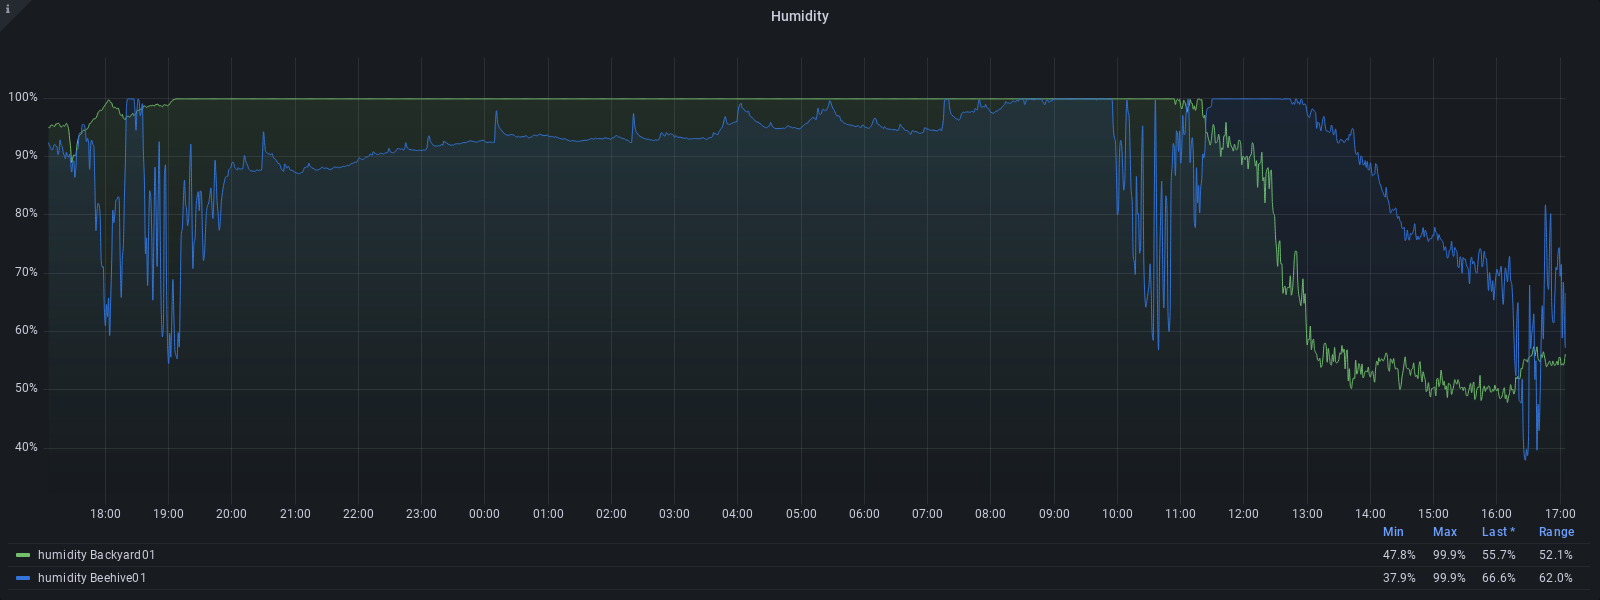 i
Humidity
100%
90%
80%
70%
60%
50%
40%
18:00 19:00 20:00 21:00 22:00 23:00 00:00 01:00 02:00 03:00 04:00 05:00 06:00 07:00 08:00 09:00 10:00 11:00 12:00 13:00 14:00 15:00 16:00 17:00
Min Max Last * Range
humidity Backyard01 47.8% 99.9% 55.7% 52.1%
humidity Beehive01 37.9% 99.9% 66.6% 62.0%